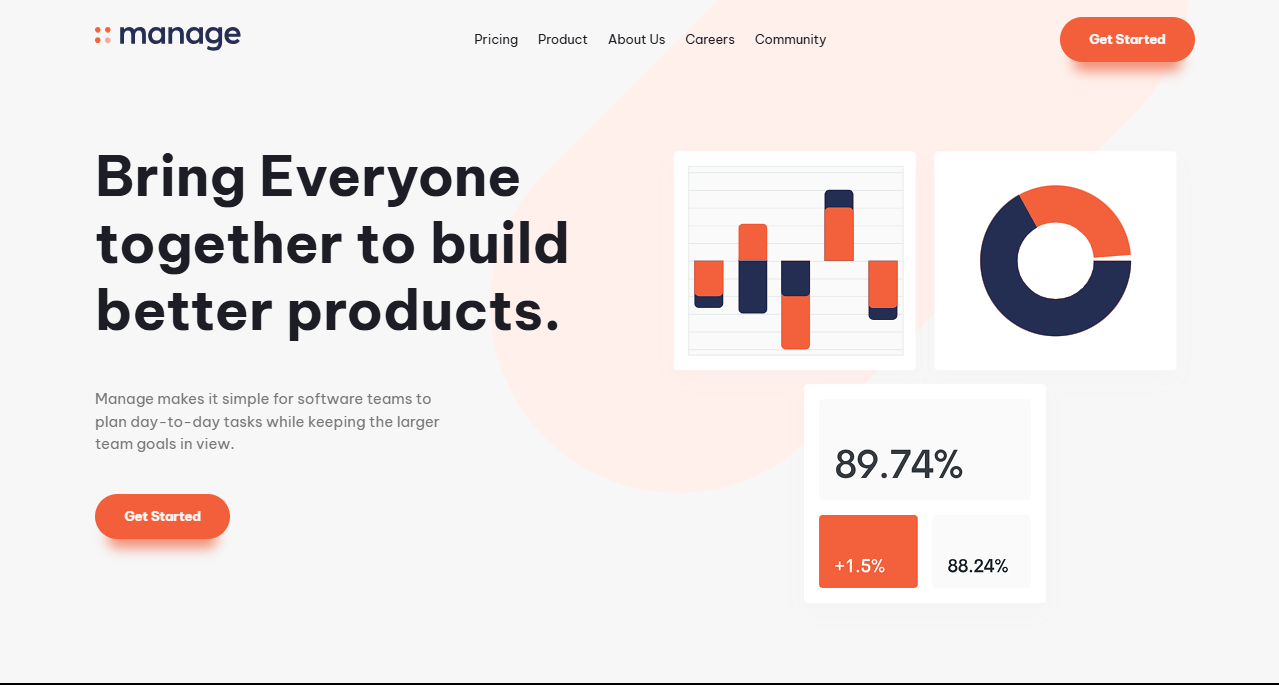 manage
Pricing Product About Us Careers Community
Get Started
Bring Everyone
together to build
better products.
Manage makes it simple for software teams to
plan day-to-day tasks while keeping the larger
team goals in view.
Get Started
89.74%
+1.5%
88.24%